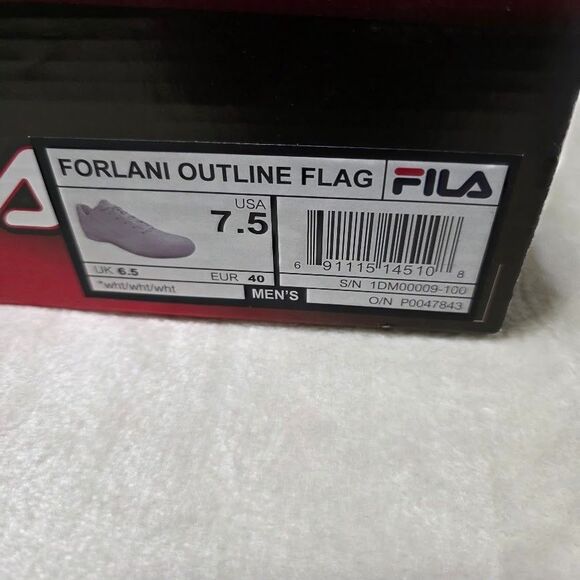 FORLANI OUTLINE FLAG
FILA
USA
7.5
UK 6.5
EUR 40
*wht/wht/wht
MEN'S
6 91115 14510 8
S/N 1DM00009-100
O/N P0047843
A